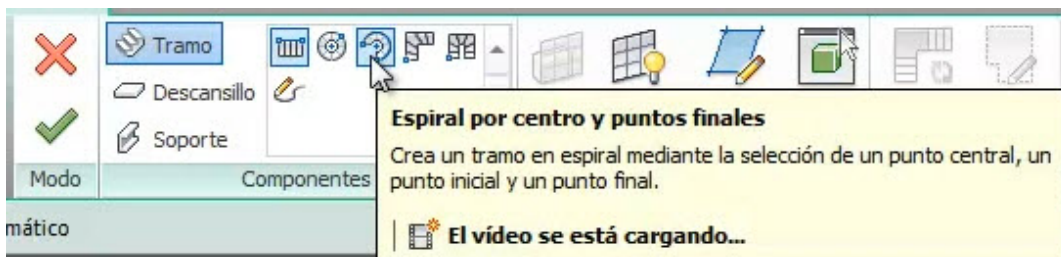 Tramo
Descansillo
Soporte
Modo
Componentes
mático
Espiral por centro y puntos finales
Crea un tramo en espiral mediante la selección de un punto central, un
punto inicial y un punto final.
El vídeo se está cargando...